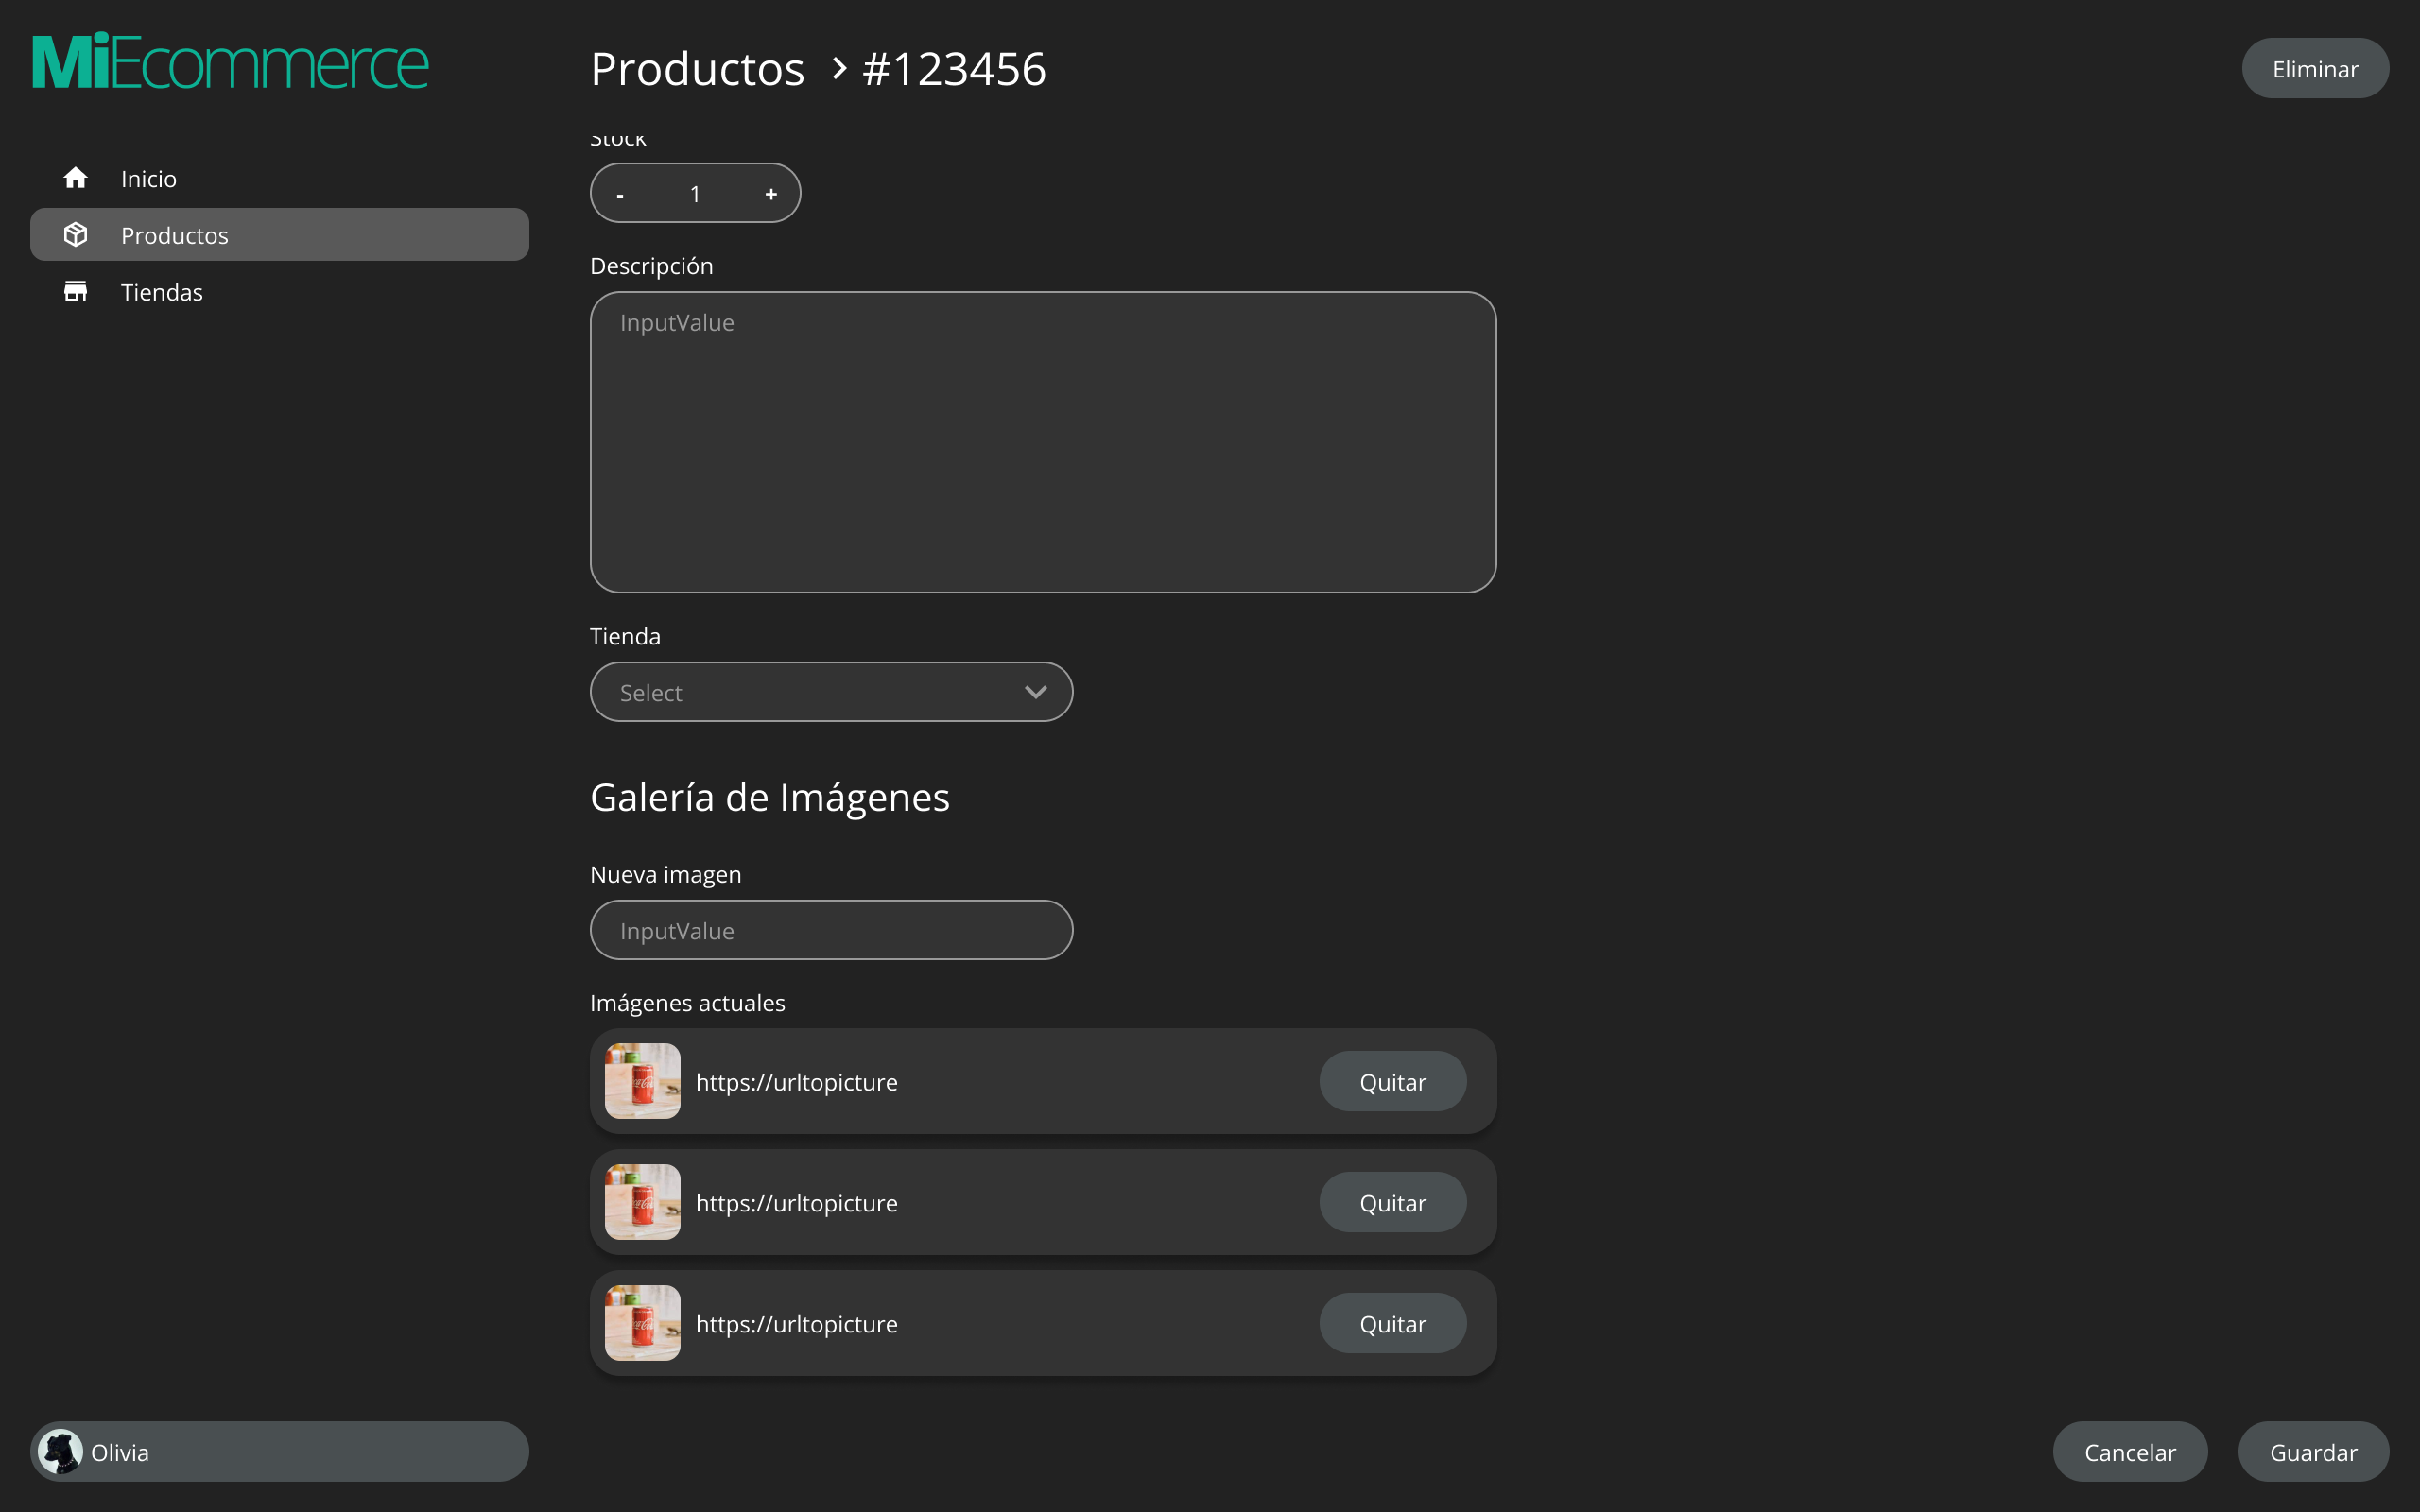 MiEcommerce
Inicio
Productos
Tiendas
Olivia
Productos > #123456
Eliminar
Stock
- 1 +
Descripción
InputValue
Tienda
Select
Galería de Imágenes
Nueva imagen
InputValue
Imágenes actuales
https://urltopicture Quitar
https://urltopicture Quitar
https://urltopicture Quitar
Cancelar Guardar